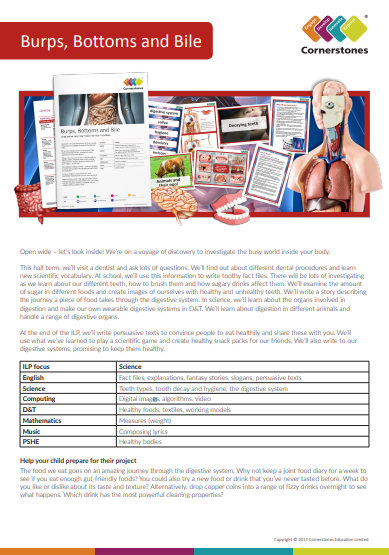 Burps, Bottoms and Bile
Cornerstones
Cornerstones
Burps, Bottoms and Bile
Decaying teeth
Open wide – let's look inside! We're on a voyage of discovery to investigate the busy world inside your body.
This half term, we'll visit a dentist and ask lots of questions. We'll find out about different dental procedures and learn
new scientific vocabulary. At school, we'll use this information to write toothy fact files. There will be lots of investigating
as we learn about our different teeth, how to brush them and how sugary drinks affect them. We'll examine the amount
of sugar in different foods and create images of ourselves with healthy and unhealthy teeth. We'll write a story describing
the journey a piece of food takes through the digestive system. In science, we'll learn about the organs involved in
digestion and make our own wearable digestive systems in D&T. We'll learn about digestion in different animals and
handle a range of digestive organs.
At the end of the ILP, we'll write persuasive texts to convince people to eat healthily and share these with you. We'll
use what we've learned to play a scientific game and create healthy snack packs for our friends. We'll also write to our
digestive systems, promising to keep them healthy.
ILP focus Science
English Fact files, explanations, fantasy stories, slogans, persuasive texts
Science Teeth types, tooth decay and hygiene, the digestive system
Computing Digital images, algorithms, video
D&T Healthy foods, textiles, working models
Mathematics Measures (weight)
Music Composing lyrics
PSHE Healthy bodies
Help your child prepare for their project
The food we eat goes on an amazing journey through the digestive system. Why not keep a joint food diary for a week to
see if you eat enough gut-friendly foods? You could also try a new food or drink that you've never tasted before. What do
you like or dislike about its taste and texture? Alternatively, drop copper coins into a range of fizzy drinks overnight to see
what happens. Which drink has the most powerful cleaning properties?
Copyright © 2017 Cornerstones Education Limited